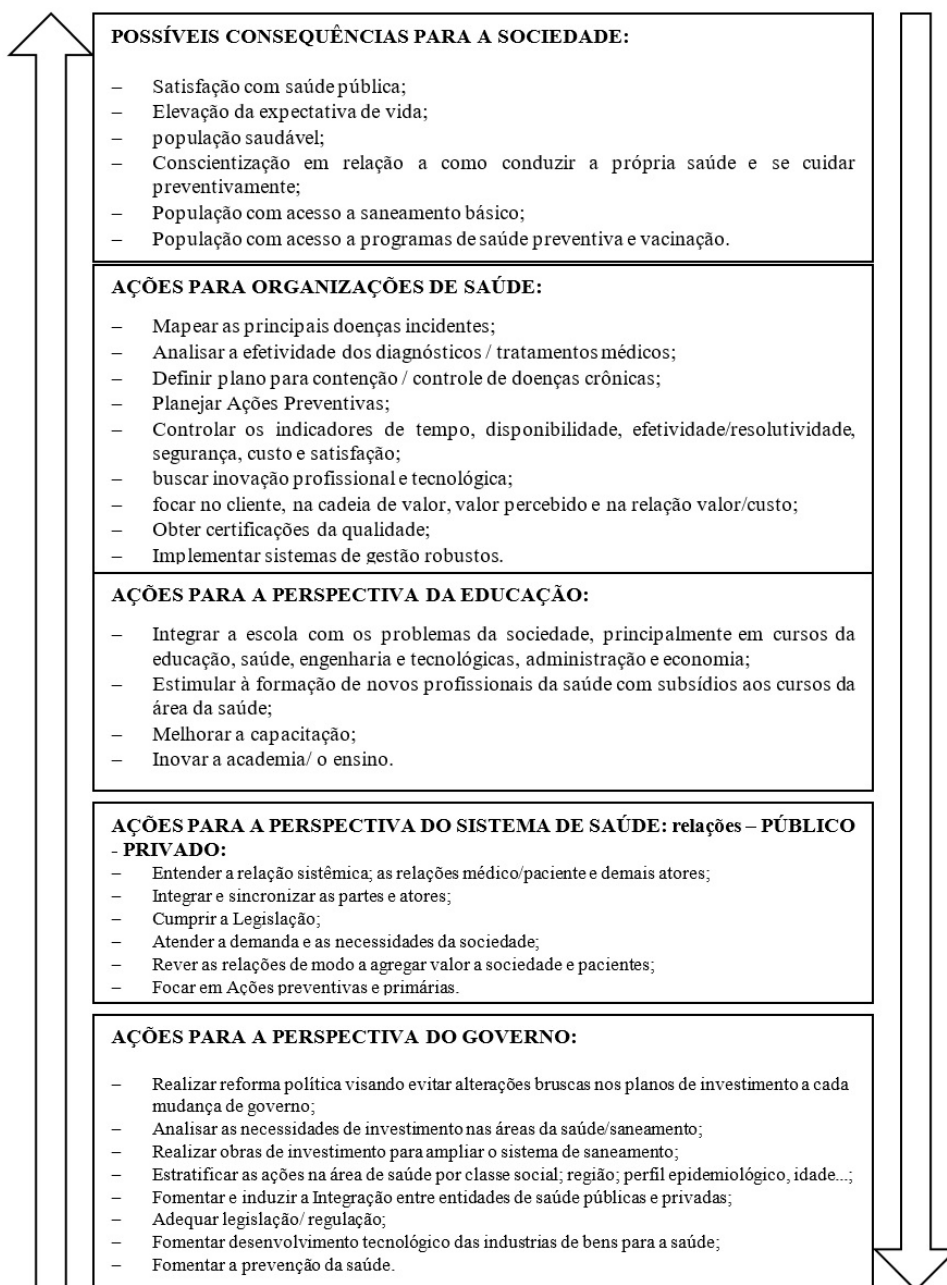 POSSÍVEIS CONSEQUÊNCIAS PARA A SOCIEDADE:
– Satisfação com saúde pública;
– Elevação da expectativa de vida;
– população saudável;
– Conscientização em relação a como conduzir a própria saúde e se cuidar
preventivamente;
– População com acesso a saneamento básico;
– População com acesso a programas de saúde preventiva e vacinação.
AÇÕES PARA ORGANIZAÇÕES DE SAÚDE:
– Mapear as principais doenças incidentes;
– Analisar a efetividade dos diagnósticos / tratamentos médicos;
– Definir plano para contenção / controle de doenças crônicas;
– Planejar Ações Preventivas;
– Controlar os indicadores de tempo, disponibilidade, efetividade/resolutividade,
segurança, custo e satisfação;
– buscar inovação profissional e tecnológica;
– focar no cliente, na cadeia de valor, valor percebido e na relação valor/custo;
– Obter certificações da qualidade;
– Implementar sistemas de gestão robustos.
AÇÕES PARA A PERSPECTIVA DA EDUCAÇÃO:
– Integrar a escola com os problemas da sociedade, principalmente em cursos da
educação, saúde, engenharia e tecnológicas, administração e economia;
– Estimular à formação de novos profissionais da saúde com subsídios aos cursos da
área da saúde;
– Melhorar a capacitação;
– Inovar a academia/ o ensino.
AÇÕES PARA A PERSPECTIVA DO SISTEMA DE SAÚDE: relações – PÚBLICO
- PRIVADO:
– Entender a relação sistêmica; as relações médico/paciente e demais atores;
– Integrar e sincronizar as partes e atores;
– Cumprir a Legislação;
– Atender a demanda e as necessidades da sociedade;
– Rever as relações de modo a agregar valor a sociedade e pacientes;
– Focar em Ações preventivas e primárias.
AÇÕES PARA A PERSPECTIVA DO GOVERNO:
– Realizar reforma política visando evitar alterações bruscas nos planos de investimento a cada
mudança de governo;
– Analisar as necessidades de investimento nas áreas da saúde/saneamento;
– Realizar obras de investimento para ampliar o sistema de saneamento;
– Estratificar as ações na área de saúde por classe social; região; perfil epidemiológico, idade...;
– Fomentar e induzir a Integração entre entidades de saúde públicas e privadas;
– Adequar legislação/ regulação;
– Fomentar desenvolvimento tecnológico das industrias de bens para a saúde;
– Fomentar a prevenção da saúde.